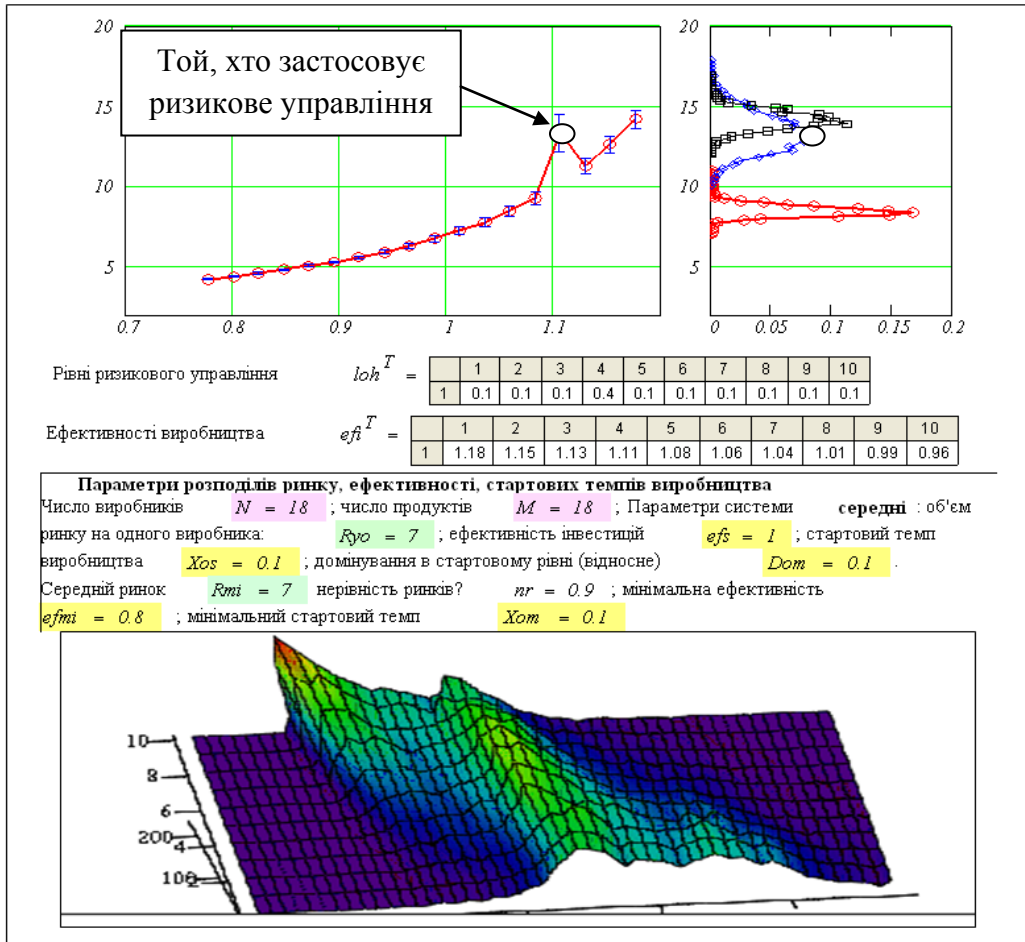 20
15
10
5
0.7 0.8 0.9 1 1.1
Той, хто застосовує
ризикове управління
20
15
10
5
0 0.05 0.1 0.15 0.2
Рівні ризикового управління loh^T =
1 2 3 4 5 6 7 8 9 10
1 0.1 0.1 0.1 0.4 0.1 0.1 0.1 0.1 0.1 0.1
Ефективності виробництва efi^T =
1 2 3 4 5 6 7 8 9 10
1 1.18 1.15 1.13 1.11 1.08 1.06 1.04 1.01 0.99 0.96
Параметри розподілів ринку, ефективності, стартових темпів виробництва
Число виробників N = 18 ; число продуктів M = 18 ; Параметри системи середні : об'єм
ринку на одного виробника: Ryo = 7 ; ефективність інвестицій efs = 1 ; стартовий темп
виробництва Xos = 0.1 ; домінування в стартовому рівні (відносне) Dom = 0.1 .
Середній ринок Rmi = 7 нерівність ринків? nr = 0.9 ; мінімальна ефективність
efmi = 0.8 ; мінімальний стартовий темп Xom = 0.1
10
8
6
200
4
100
2